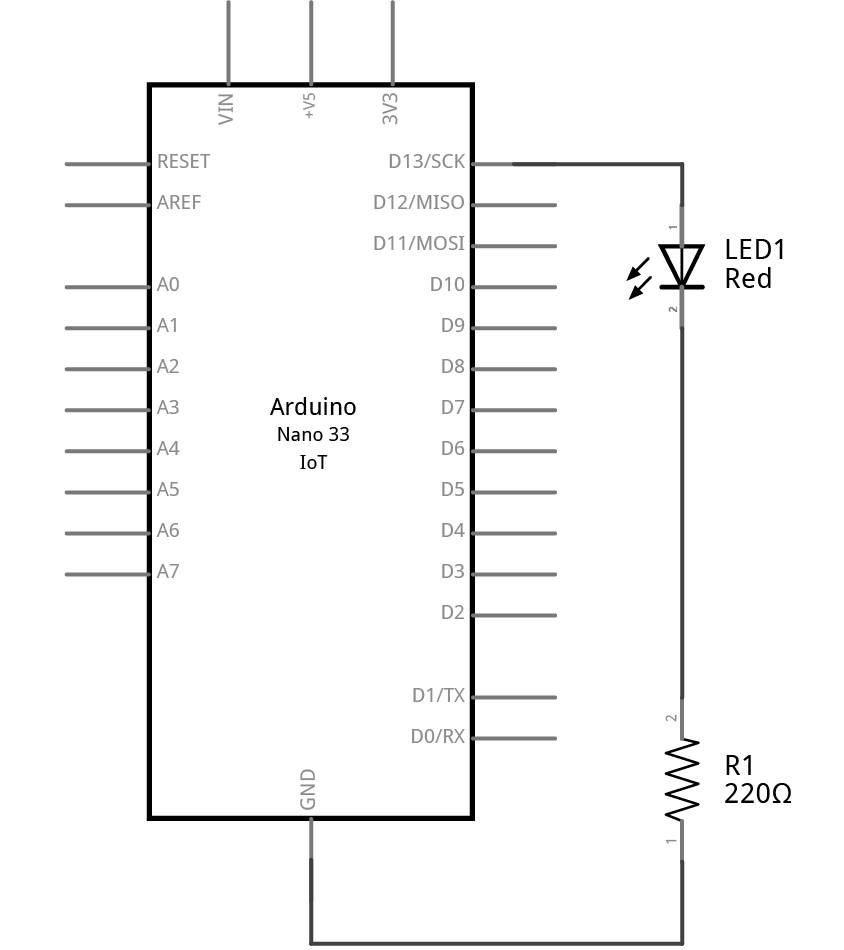 VIN
+V5
3V3
RESET
D13/SCK
AREF
D12/MISO
D11/MOSI
1
LED1
Red
A0
D10
2
A1
D9
A2
D8
A3
Arduino
D7
Nano 33
A4
D6
IoT
A5
D5
A6
D4
A7
D3
D2
D1/TX
2
D0/RX
R1
220Ω
GND
1